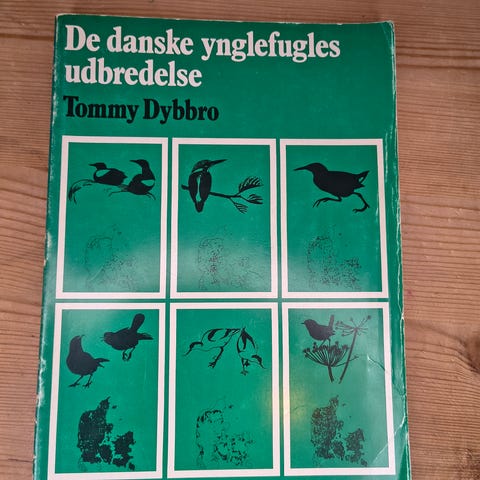 De danske ynglefugles
udbredelse
Tommy Dybbro